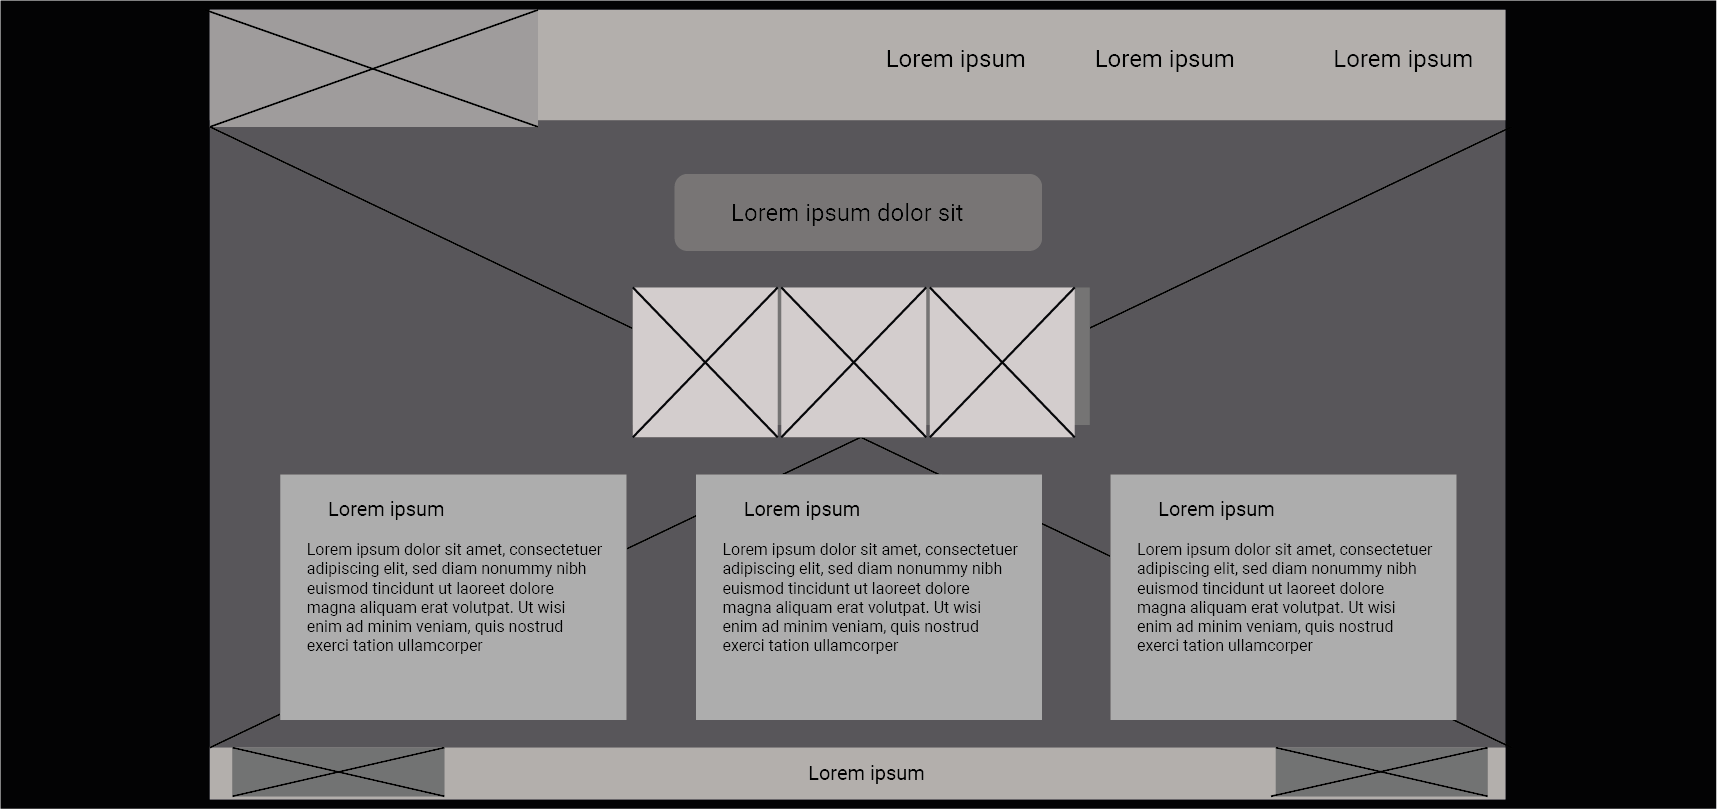 Lorem ipsum
Lorem ipsum
Lorem ipsum
Lorem ipsum dolor sit
Lorem ipsum
Lorem ipsum dolor sit amet, consectetuer
adipiscing elit, sed diam nonummy nibh
euismod tincidunt ut laoreet dolore
magna aliquam erat volutpat. Ut wisi
enim ad minim veniam, quis nostrud
exerci tation ullamcorper
Lorem ipsum
Lorem ipsum dolor sit amet, consectetuer
adipiscing elit, sed diam nonummy nibh
euismod tincidunt ut laoreet dolore
magna aliquam erat volutpat. Ut wisi
enim ad minim veniam, quis nostrud
exerci tation ullamcorper
Lorem ipsum
Lorem ipsum dolor sit amet, consectetuer
adipiscing elit, sed diam nonummy nibh
euismod tincidunt ut laoreet dolore
magna aliquam erat volutpat. Ut wisi
enim ad minim veniam, quis nostrud
exerci tation ullamcorper
Lorem ipsum